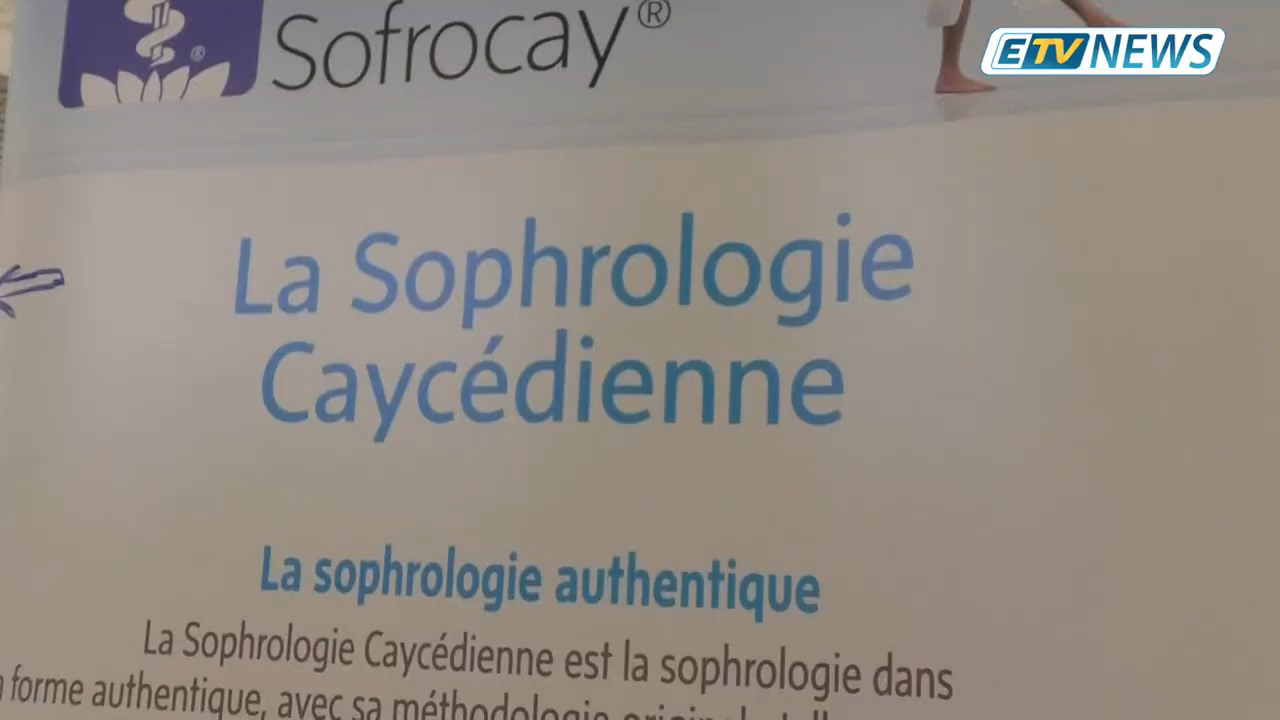 Sofrocay®
ETV NEWS
®
La Sophrologie
Caycédienne
La sophrologie authentique
La Sophrologie Caycédienne est la sophrologie dans
forme authentique, avec sa méthodologie